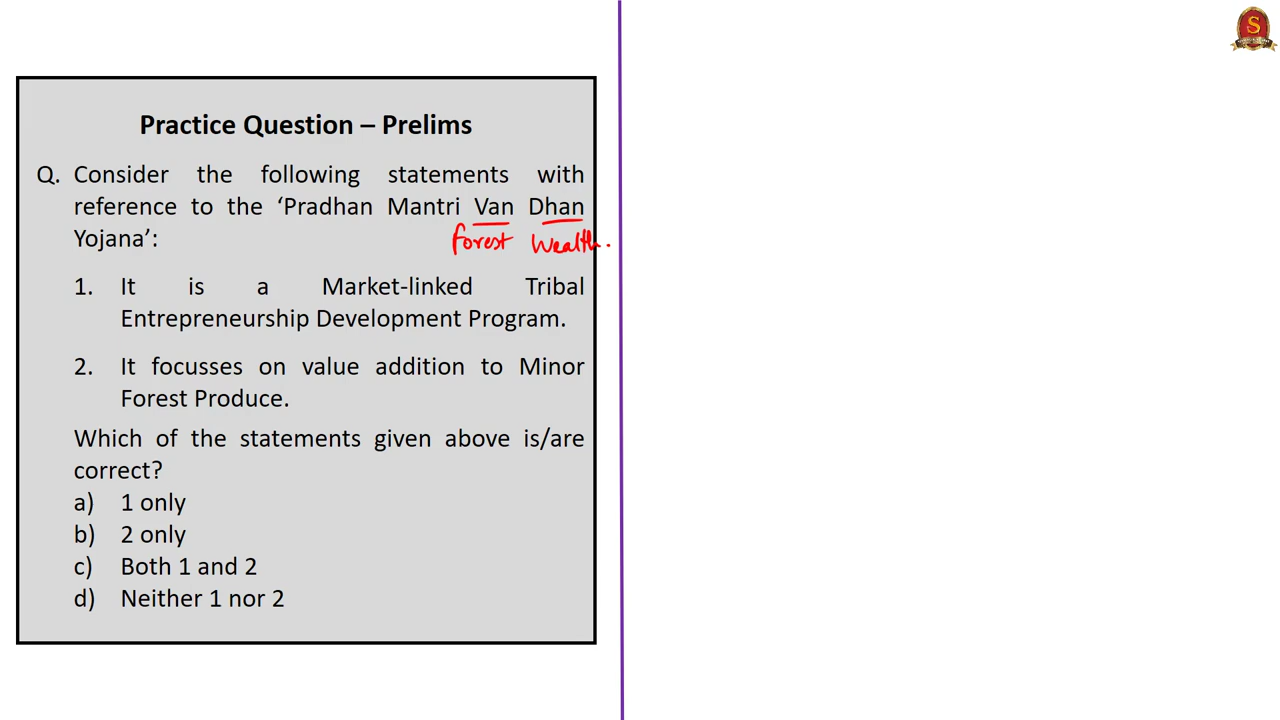 Practice Question – Prelims
Q. Consider the following statements with
reference to the ‘Pradhan Mantri Van Dhan
Yojana’:
forest Wealth.
1. It is a Market-linked Tribal
Entrepreneurship Development Program.
2. It focusses on value addition to Minor
Forest Produce.
Which of the statements given above is/are
correct?
a) 1 only
b) 2 only
c) Both 1 and 2
d) Neither 1 nor 2
S